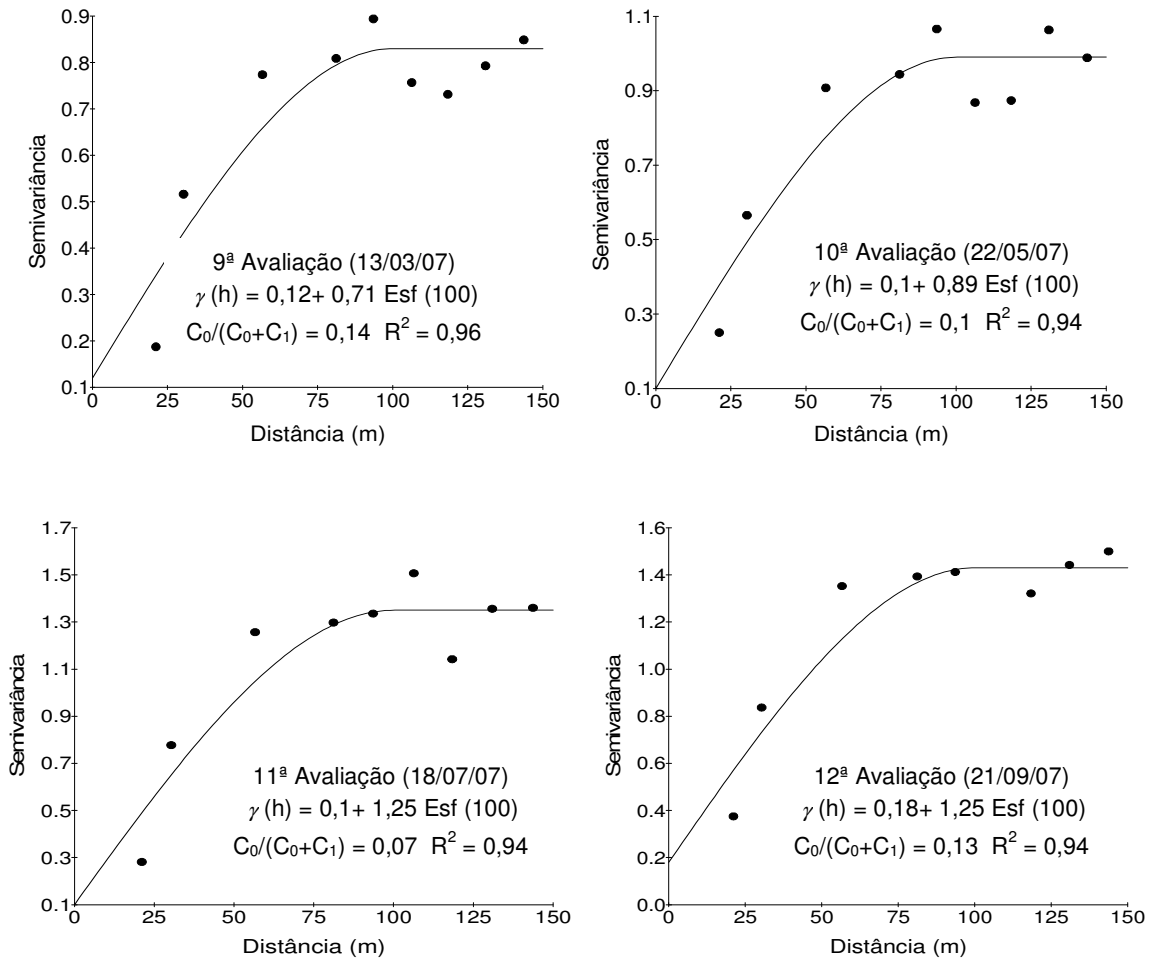 0.9
0.8
0.7
0.6
0.5
0.4
0.3
0.2
0.1
Semivariância
0 25 50 75 100 125 150
Distância (m)
9ª Avaliação (13/03/07)
γ (h) = 0,12+ 0,71 Esf (100)
C₀/(C₀+C₁) = 0,14 R² = 0,96
1.1
0.9
0.7
0.5
0.3
0.1
Semivariância
0 25 50 75 100 125 150
Distância (m)
10ª Avaliação (22/05/07)
γ (h) = 0,1+ 0,89 Esf (100)
C₀/(C₀+C₁) = 0,1 R² = 0,94
1.7
1.5
1.3
1.1
0.9
0.7
0.5
0.3
0.1
Semivariância
0 25 50 75 100 125 150
Distância (m)
11ª Avaliação (18/07/07)
γ (h) = 0,1+ 1,25 Esf (100)
C₀/(C₀+C₁) = 0,07 R² = 0,94
1.6
1.4
1.2
1.0
0.8
0.6
0.4
0.2
0.0
Semivariância
0 25 50 75 100 125 150
Distância (m)
12ª Avaliação (21/09/07)
γ (h) = 0,18+ 1,25 Esf (100)
C₀/(C₀+C₁) = 0,13 R² = 0,94